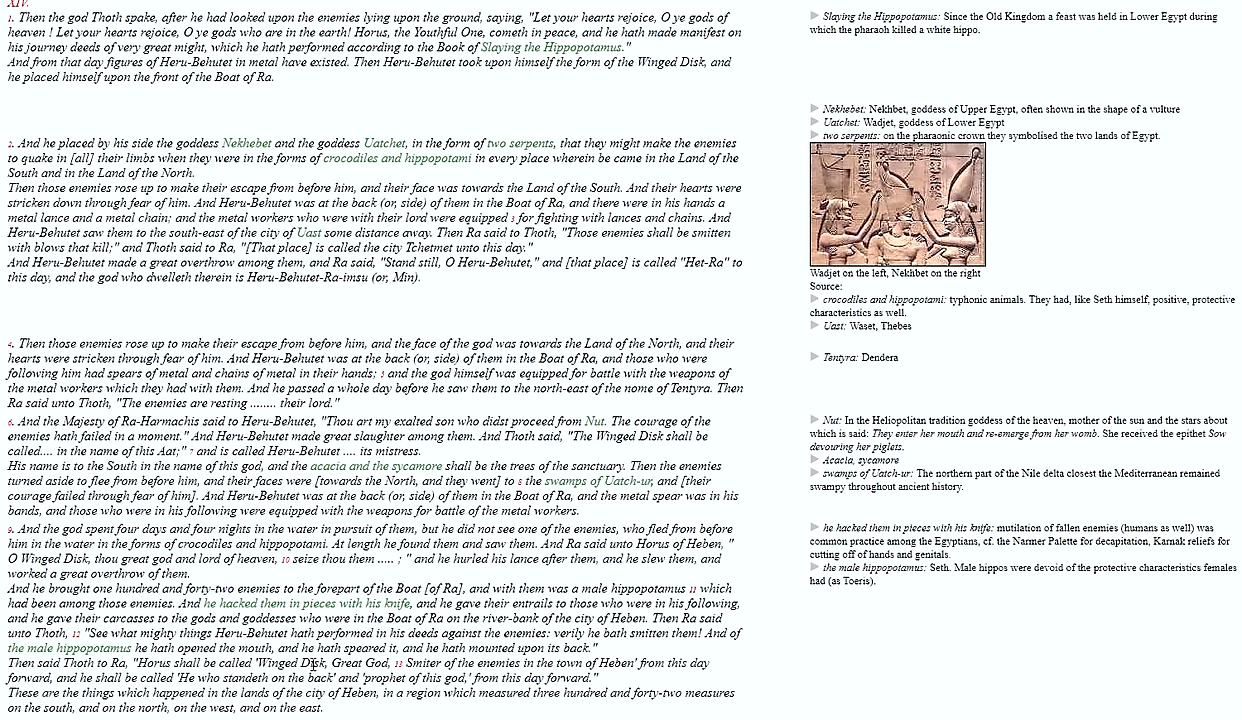 XIV.
1. Then the god Thoth spake, after he had looked upon the enemies lying upon the ground, saying, "Let your hearts rejoice, O ye gods of
heaven ! Let your hearts rejoice, O ye gods who are in the earth! Horus, the Youthful One, cometh in peace, and he hath made manifest on
his journey deeds of very great might, which he hath performed according to the Book of Slaying the Hippopotamus."
And from that day figures of Heru-Behutet in metal have existed. Then Heru-Behutet took upon himself the form of the Winged Disk, and
he placed himself upon the front of the Boat of Ra.
2. And he placed by his side the goddess Nekhebet and the goddess Uatchet, in the form of two serpents, that they might make the enemies
to quake in [all] their limbs when they were in the forms of crocodiles and hippopotami in every place wherein be came in the Land of the
South and in the Land of the North.
Then those enemies rose up to make their escape from before him, and their face was towards the Land of the South. And their hearts were
stricken down through fear of him. And Heru-Behutet was at the back (or, side) of them in the Boat of Ra, and there were in his hands a
metal lance and a metal chain; and the metal workers who were with their lord were equipped 3 for fighting with lances and chains. And
Heru-Behutet saw them to the south-east of the city of Uast some distance away. Then Ra said to Thoth, "Those enemies shall be smitten
with blows that kill;" and Thoth said to Ra, "[That place] is called the city Tchetmet unto this day."
And Heru-Behutet made a great overthrow among them, and Ra said, "Stand still, O Heru-Behutet," and [that place] is called "Het-Ra" to
this day, and the god who dwelleth therein is Heru-Behutet-Ra-imsu (or, Min).
4. Then those enemies rose up to make their escape from before him, and the face of the god was towards the Land of the North, and their
hearts were stricken through fear of him. And Heru-Behutet was at the back (or, side) of them in the Boat of Ra, and those who were
following him had spears of metal and chains of metal in their hands; 5 and the god himself was equipped for battle with the weapons of
the metal workers which they had with them. And he passed a whole day before he saw them to the north-east of the nome of Tentyra. Then
Ra said unto Thoth, "The enemies are resting ........ their lord."
6. And the Majesty of Ra-Harmachis said to Heru-Behutet, "Thou art my exalted son who didst proceed from Nut. The courage of the
enemies hath failed in a moment." And Heru-Behutet made great slaughter among them. And Thoth said, "The Winged Disk shall be
called.... in the name of this Aat;" 7 and is called Heru-Behutet .... its mistress.
His name is to the South in the name of this god, and the acacia and the sycamore shall be the trees of the sanctuary. Then the enemies
turned aside to flee from before him, and their faces were [towards the North, and they went] to 8 the swamps of Uatch-ur, and [their
courage failed through fear of him]. And Heru-Behutet was at the back (or, side) of them in the Boat of Ra, and the metal spear was in his
bands, and those who were in his following were equipped with the weapons for battle of the metal workers.
9. And the god spent four days and four nights in the water in pursuit of them, but he did not see one of the enemies, who fled from before
him in the water in the forms of crocodiles and hippopotami. At length he found them and saw them. And Ra said unto Horus of Heben, "
O Winged Disk, thou great god and lord of heaven, 10 seize thou them ..... ; " and he hurled his lance after them, and he slew them, and
worked a great overthrow of them.
And he brought one hundred and forty-two enemies to the forepart of the Boat [of Ra], and with them was a male hippopotamus 11 which
had been among those enemies. And he hacked them in pieces with his knife, and he gave their entrails to those who were in his following,
and he gave their carcasses to the gods and goddesses who were in the Boat of Ra on the river-bank of the city of Heben. Then Ra said
unto Thoth, 12 "See what mighty things Heru-Behutet hath performed in his deeds against the enemies: verily he bath smitten them! And of
the male hippopotamus he hath opened the mouth, and he hath speared it, and he hath mounted upon its back."
Then said Thoth to Ra, "Horus shall be called 'Winged Disk, Great God, 13 Smiter of the enemies in the town of Heben' from this day
forward, and he shall be called 'He who standeth on the back' and 'prophet of this god,' from this day forward."
These are the things which happened in the lands of the city of Heben, in a region which measured three hundred and forty-two measures
on the south, and on the north, on the west, and on the east.
Slaying the Hippopotamus: Since the Old Kingdom a feast was held in Lower Egypt during
which the pharaoh killed a white hippo.
Nekhebet: Nekhbet, goddess of Upper Egypt, often shown in the shape of a vulture
Uatchet: Wadjet, goddess of Lower Egypt
two serpents: on the pharaonic crown they symbolised the two lands of Egypt.
Wadjet on the left, Nekhbet on the right
Source:
crocodiles and hippopotami: typhonic animals. They had, like Seth himself, positive, protective
characteristics as well.
Uast: Waset, Thebes
Tentyra: Dendera
Nut: In the Heliopolitan tradition goddess of the heaven, mother of the sun and the stars about
which is said: They enter her mouth and re-emerge from her womb. She received the epithet Sow
devouring her piglets.
Acacia, sycamore
swamps of Uatch-ur: The northern part of the Nile delta closest the Mediterranean remained
swampy throughout ancient history.
he hacked them in pieces with his knife: mutilation of fallen enemies (humans as well) was
common practice among the Egyptians, cf. the Narmer Palette for decapitation, Karnak reliefs for
cutting off of hands and genitals.
the male hippopotamus: Seth. Male hippos were devoid of the protective characteristics females
had (as Toeris).